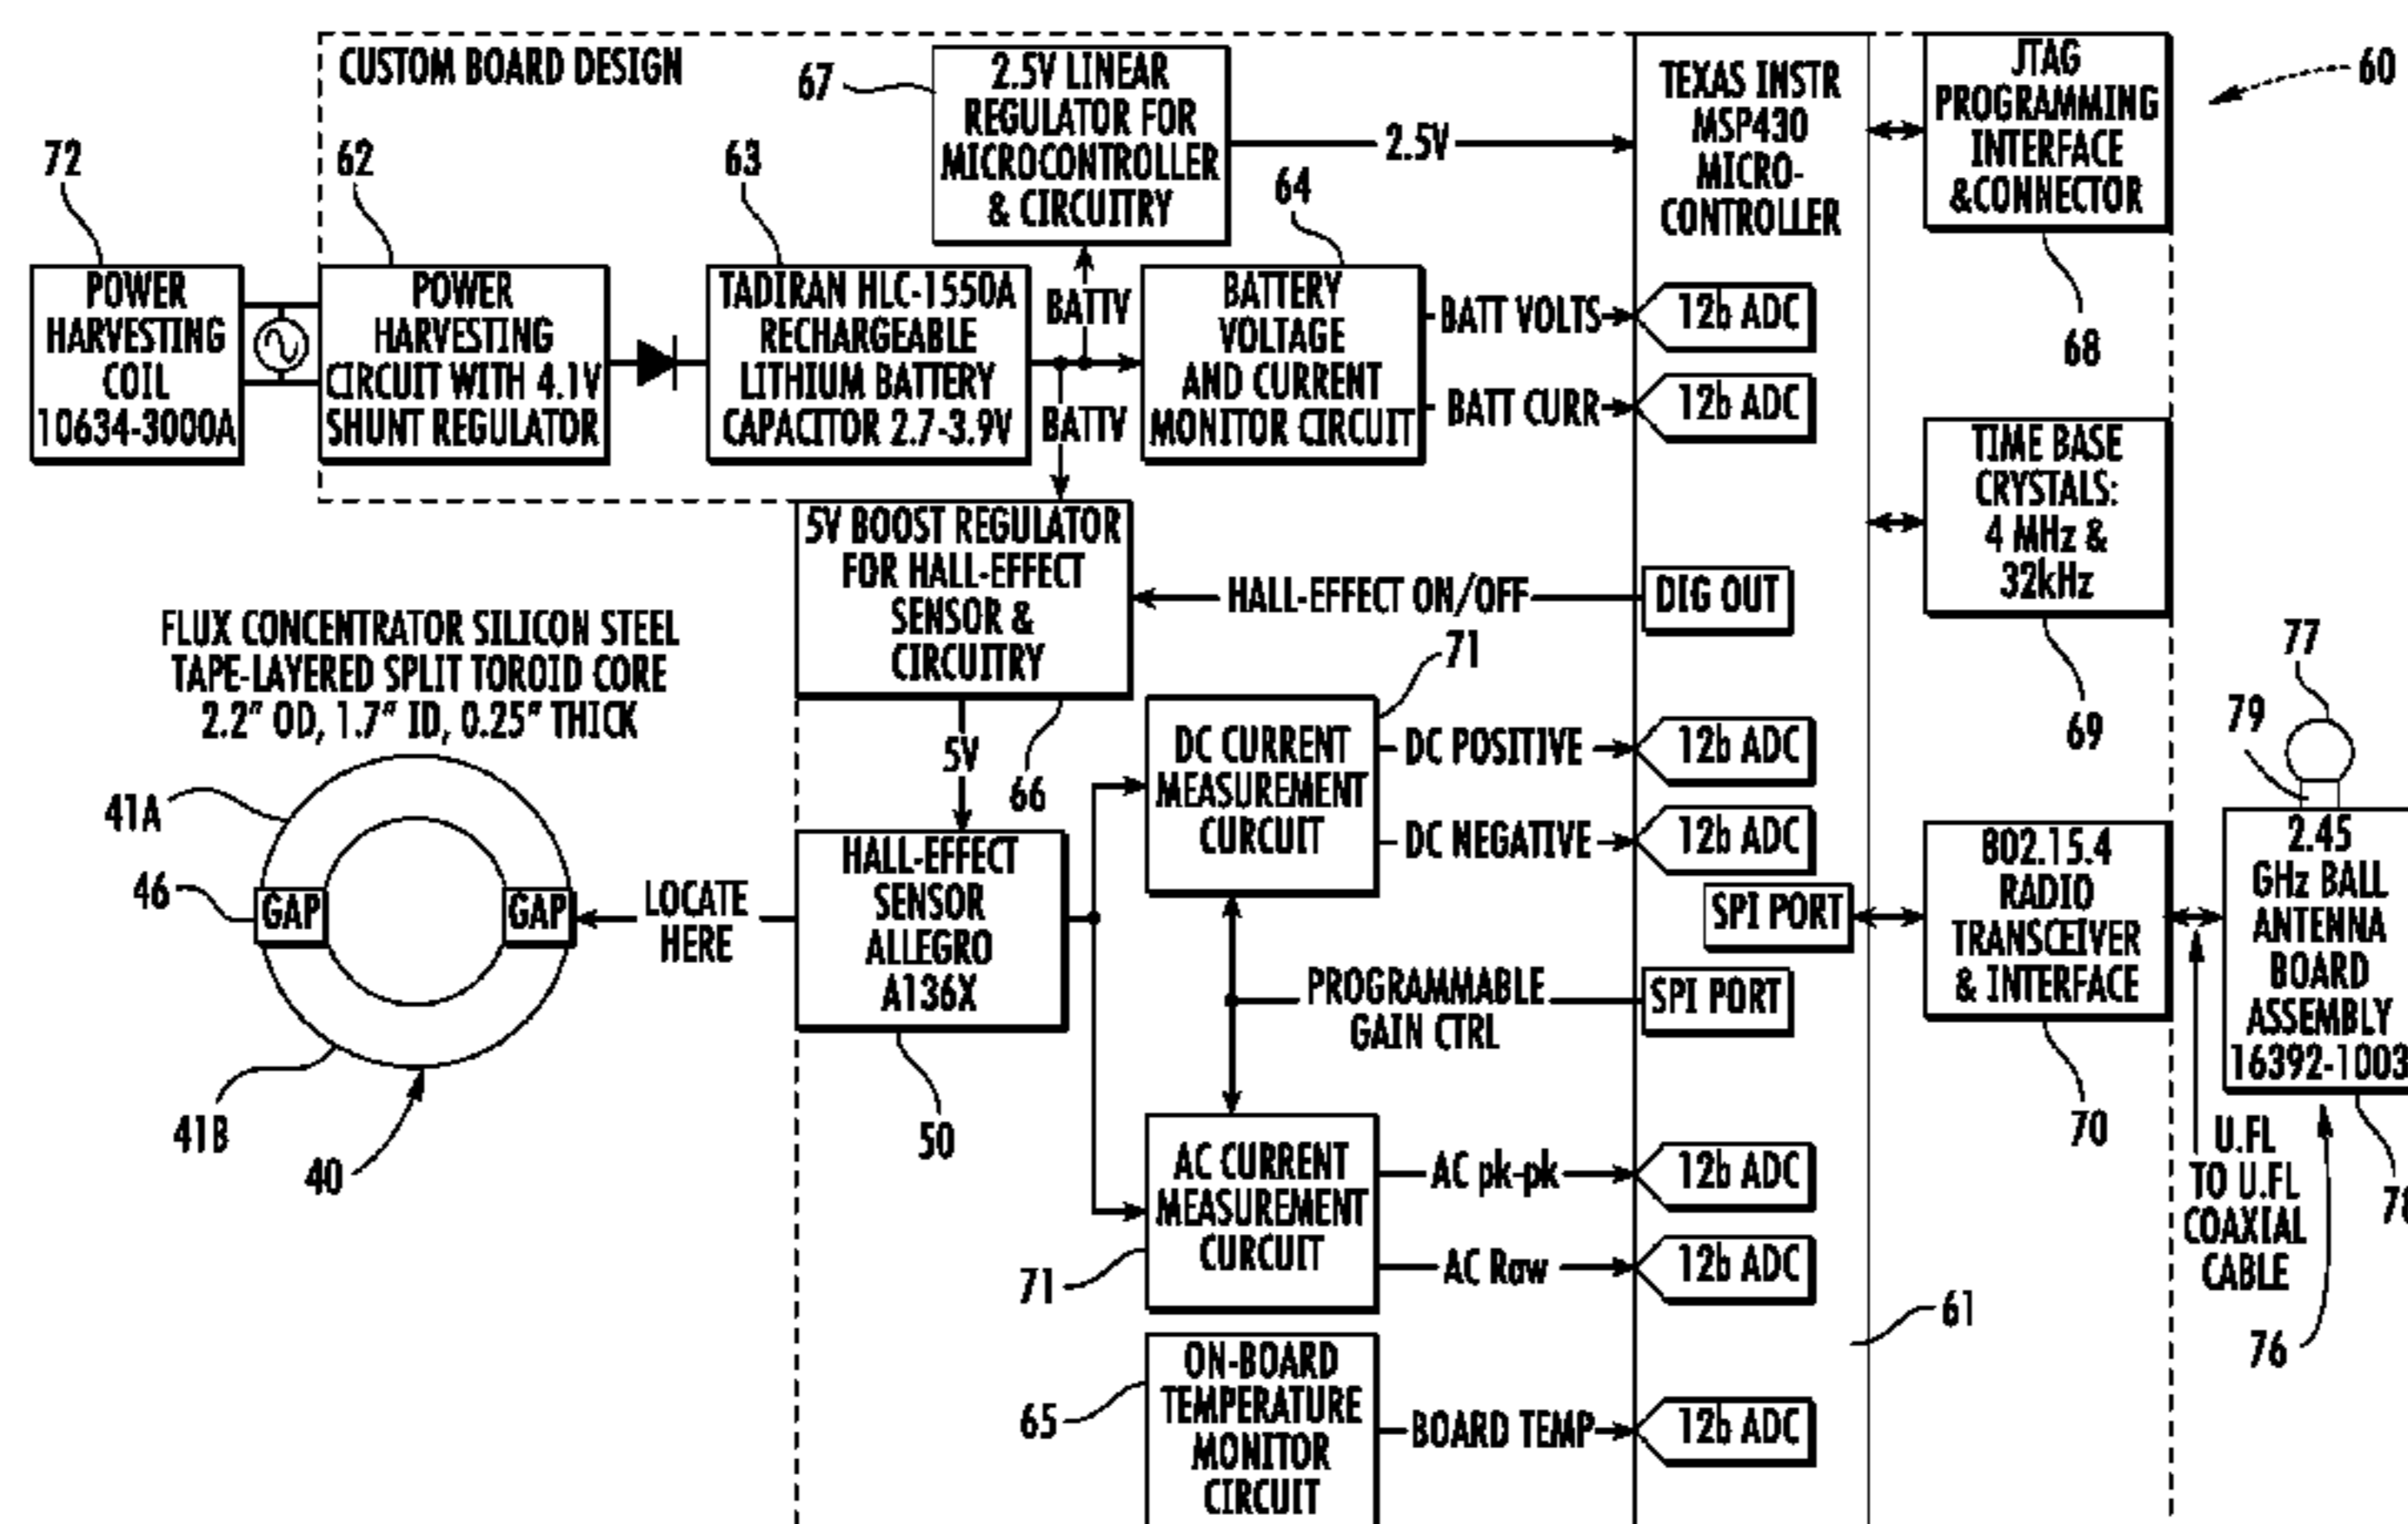 CUSTOM BOARD DESIGN
67
2.5V LINEAR
REGULATOR FOR
MICROCONTROLLER
& CIRCUITRY
2.5V
TEXAS INSTR
MSP430
MICRO-
CONTROLLER
JTAG
PROGRAMMING
INTERFACE
&CONNECTOR
60
72
62
63
64
68
POWER
HARVESTING
COIL
10634-3000A
POWER
HARVESTING
CIRCUIT WITH 4.1V
SHUNT REGULATOR
TADIRAN HLC-1550A
RECHARGEABLE
LITHIUM BATTERY
CAPACITOR 2.7-3.9V
BATTV
BATTV
BATTERY
VOLTAGE
AND CURRENT
MONITOR CIRCUIT
BATT VOLTS
12b ADC
BATT CURR
12b ADC
TIME BASE
CRYSTALS:
4 MHz &
32kHz
69
5V BOOST REGULATOR
FOR HALL-EFFECT
SENSOR &
CIRCUITRY
HALL-EFFECT ON/OFF
DIG OUT
66
5V
FLUX CONCENTRATOR SILICON STEEL
TAPE-LAYERED SPLIT TOROID CORE
2.2" OD, 1.7" ID, 0.25" THICK
41A
46
GAP
GAP
41B
40
LOCATE
HERE
HALL-EFFECT
SENSOR
ALLEGRO
A136X
50
71
DC CURRENT
MEASUREMENT
CURCUIT
DC POSITIVE
12b ADC
DC NEGATIVE
12b ADC
SPI PORT
PROGRAMMABLE
GAIN CTRL
SPI PORT
802.15.4
RADIO
TRANSCEIVER
& INTERFACE
70
77
79
2.45
GHz BALL
ANTENNA
BOARD
ASSEMBLY
16392-1003
U.FL
TO U.FL
COAXIAL
CABLE
76
AC CURRENT
MEASUREMENT
CURCUIT
71
AC pk-pk
12b ADC
AC Raw
12b ADC
61
65
ON-BOARD
TEMPERATURE
MONITOR
CIRCUIT
BOARD TEMP
12b ADC